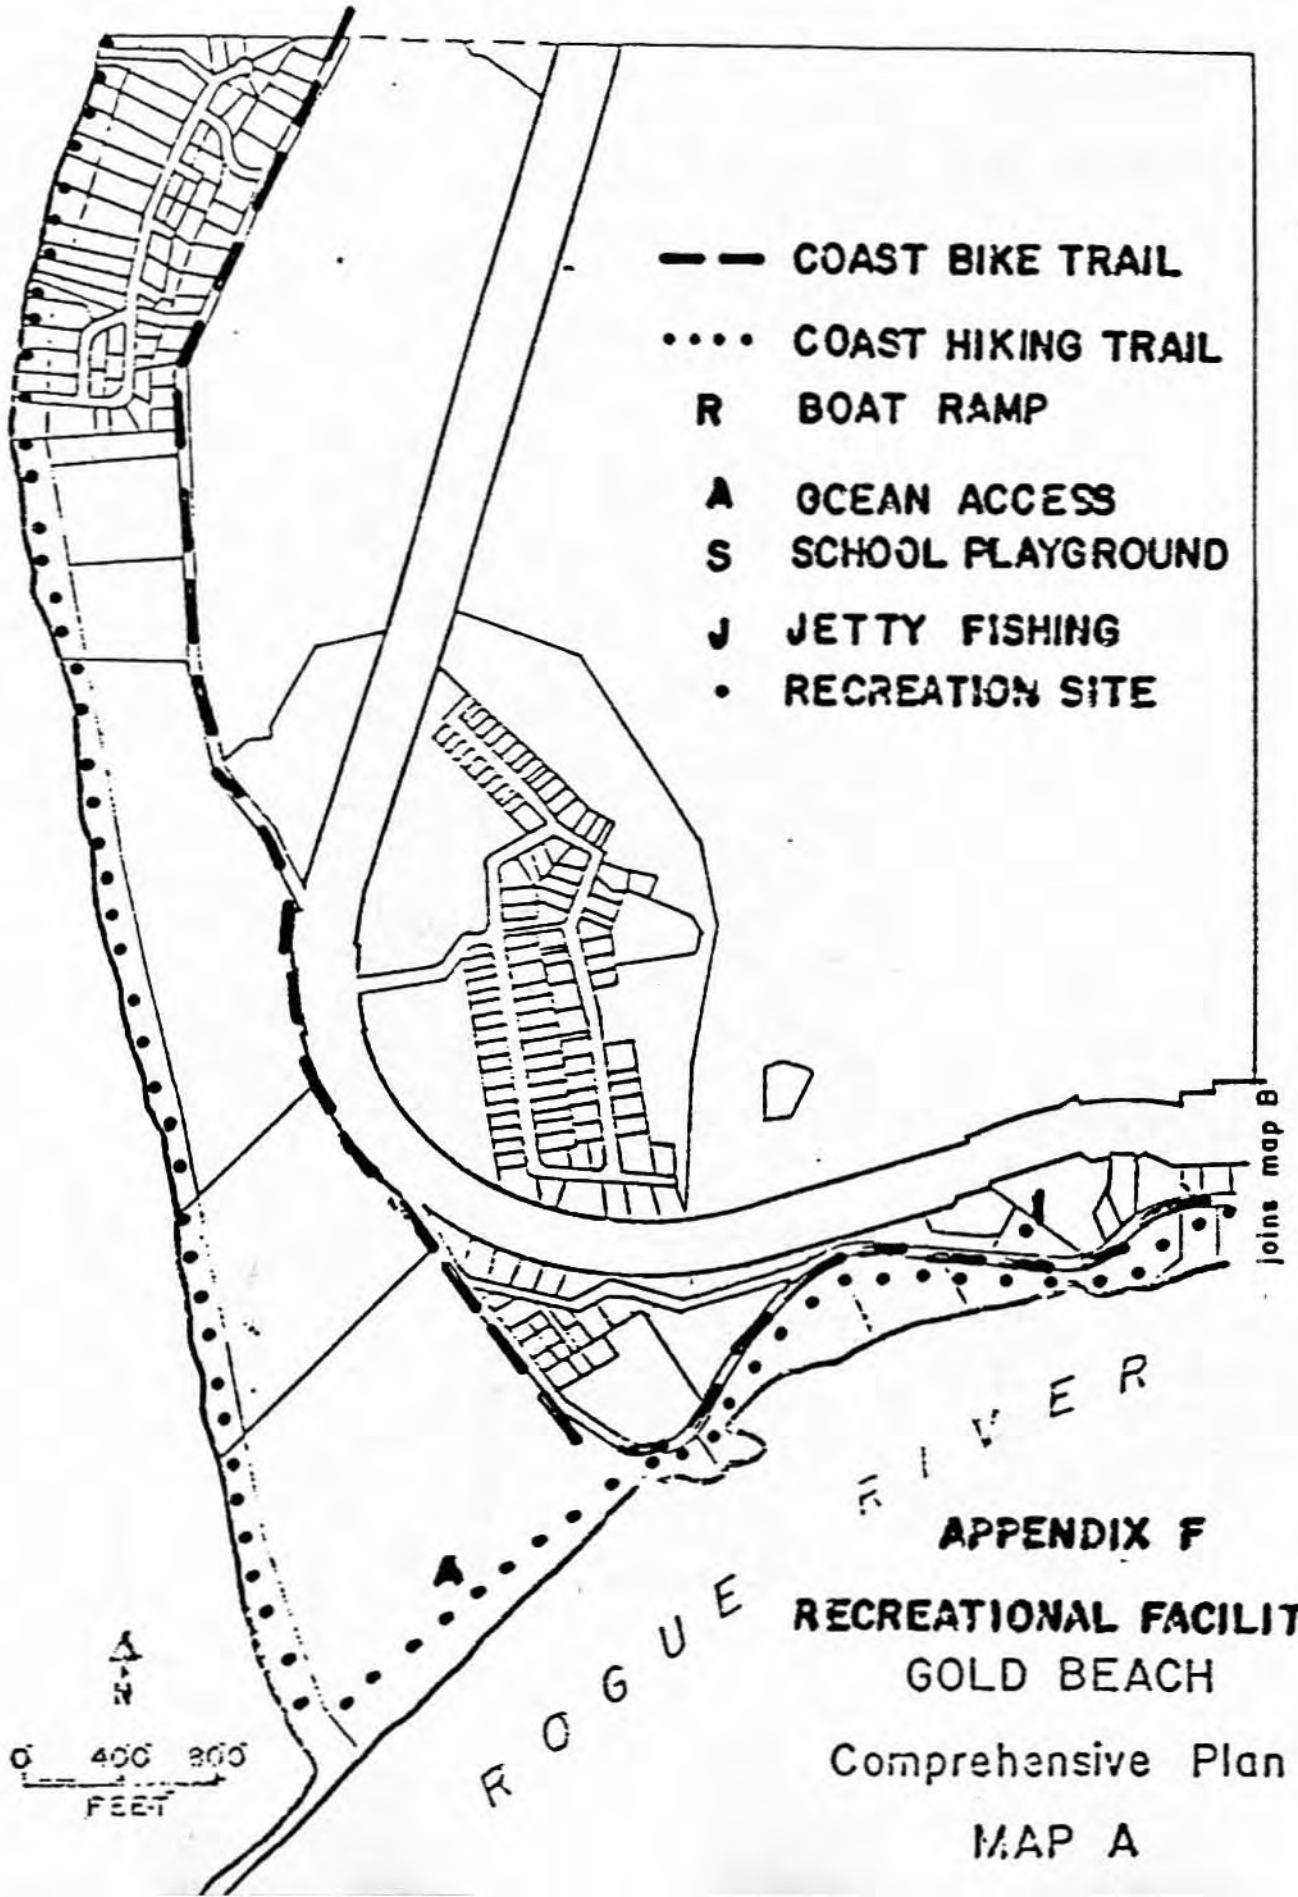 COAST BIKE TRAIL
COAST HIKING TRAIL
R BOAT RAMP
A OCEAN ACCESS
S SCHOOL PLAYGROUND
J JETTY FISHING
RECREATION SITE
joins map B
A
ROGUE RIVER
N
0 400 800
FEET
APPENDIX F
RECREATIONAL FACILIT
GOLD BEACH
Comprehensive Plan
MAP A